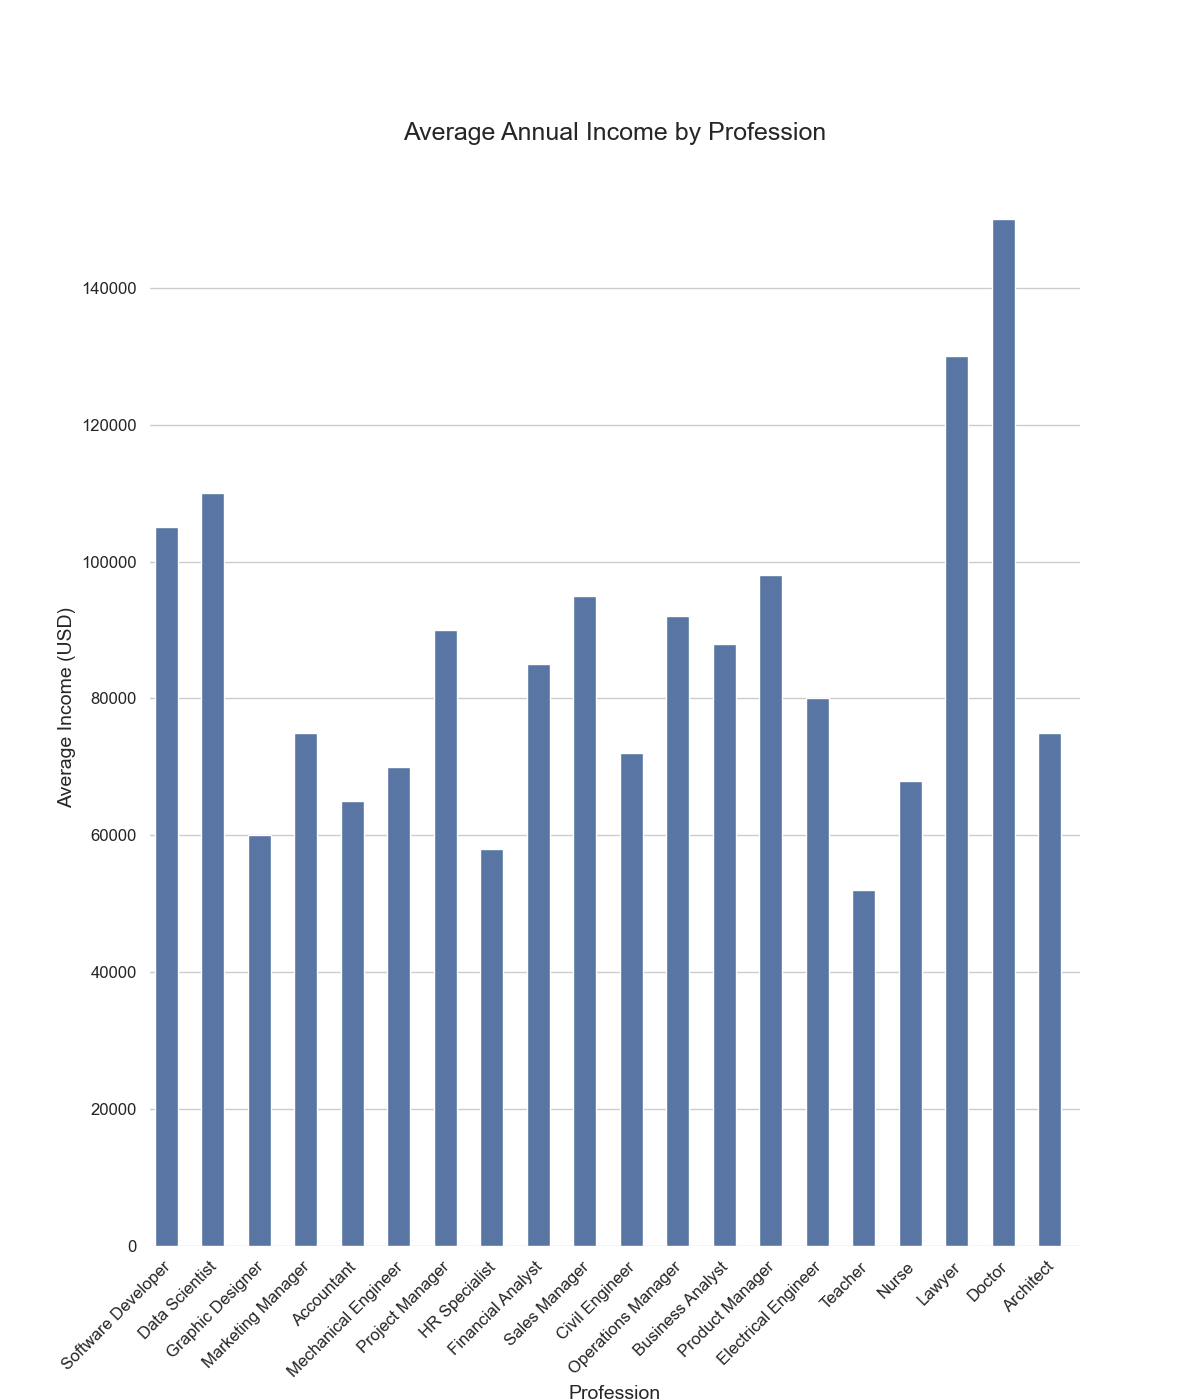 Average Annual Income by Profession
140000
120000
100000
80000
60000
40000
20000
0
Average Income (USD)
Software Developer
Data Scientist
Graphic Designer
Marketing Manager
Accountant
Mechanical Engineer
Project Manager
HR Specialist
Financial Analyst
Sales Manager
Civil Engineer
Operations Manager
Business Analyst
Product Manager
Electrical Engineer
Teacher
Nurse
Lawyer
Doctor
Architect
Profession